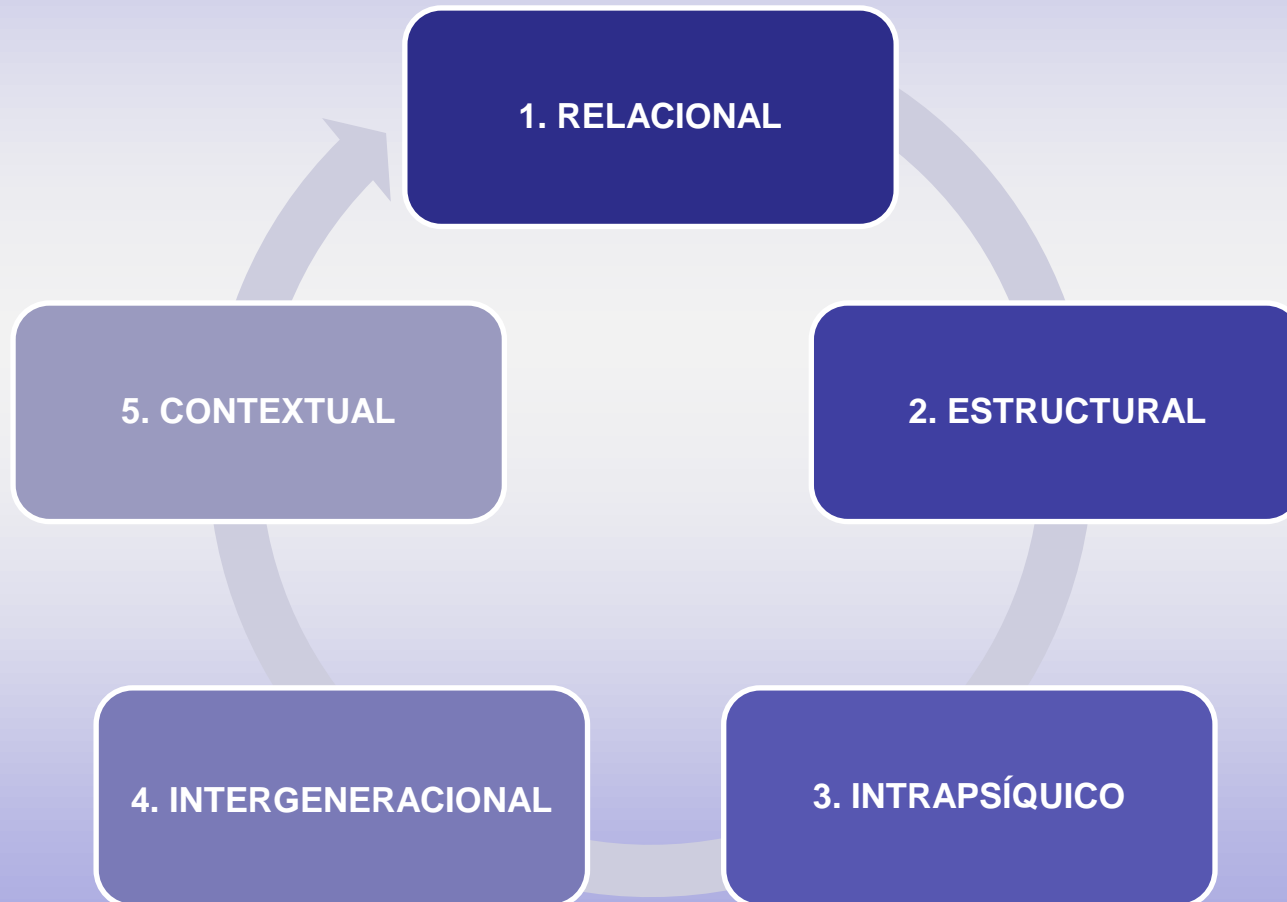 1. RELACIONAL
2. ESTRUCTURAL
3. INTRAPSÍQUICO
4. INTERGENERACIONAL
5. CONTEXTUAL